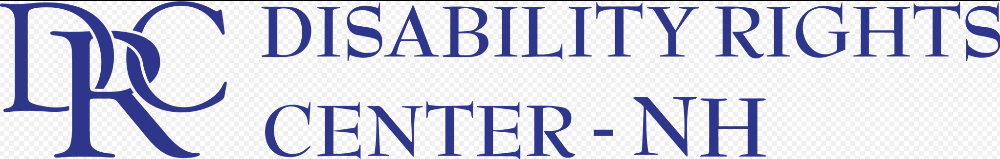 DRC
DISABILITY RIGHTS
CENTER - NH